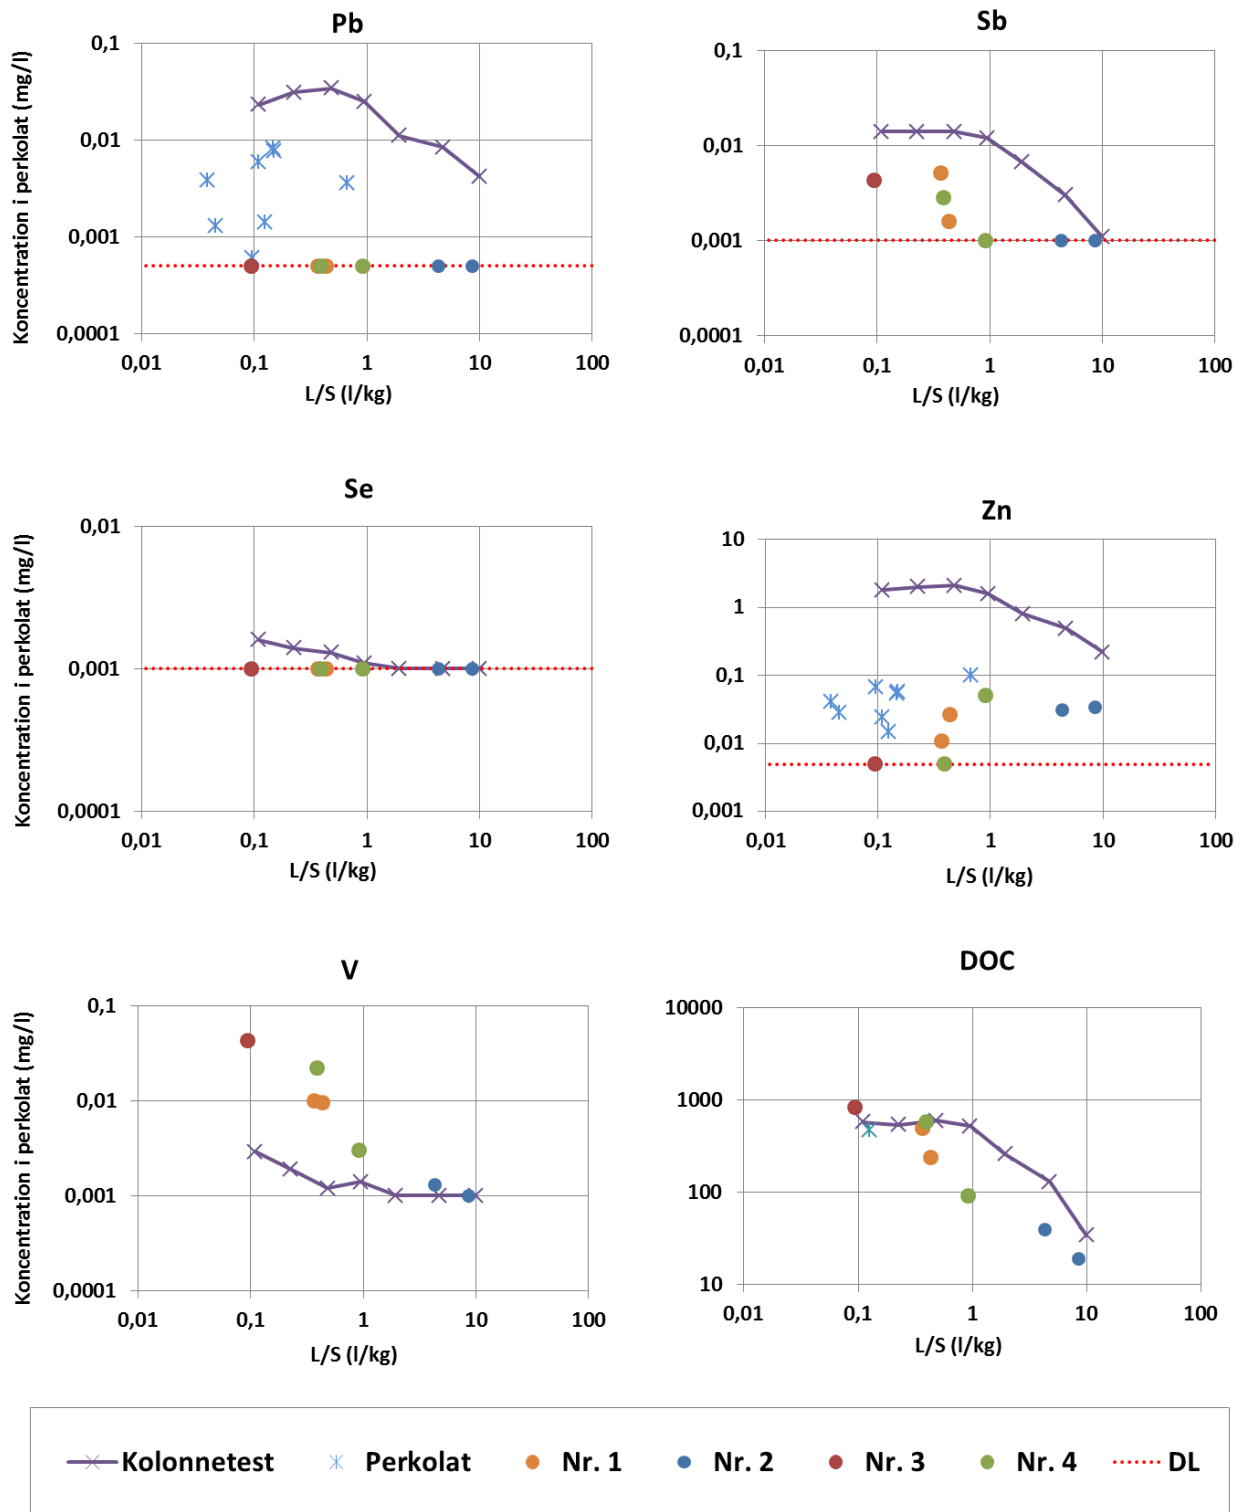 Pb
Koncentration i perkolat (mg/l)
0,1
0,01
0,001
0,0001
0,01 0,1 1 10 100
L/S (l/kg)
Sb
0,1
0,01
0,001
0,0001
0,01 0,1 1 10 100
L/S (l/kg)
Se
Koncentration i perkolat (mg/l)
0,01
0,001
0,0001
0,01 0,1 1 10 100
L/S (l/kg)
Zn
10
1
0,1
0,01
0,001
0,01 0,1 1 10 100
L/S (l/kg)
V
Koncentration i perkolat (mg/l)
0,1
0,01
0,001
0,0001
0,01 0,1 1 10 100
L/S (l/kg)
DOC
10000
1000
100
10
0,01 0,1 1 10 100
L/S (l/kg)
Kolonnetest Perkolat Nr. 1 Nr. 2 Nr. 3 Nr. 4 DL